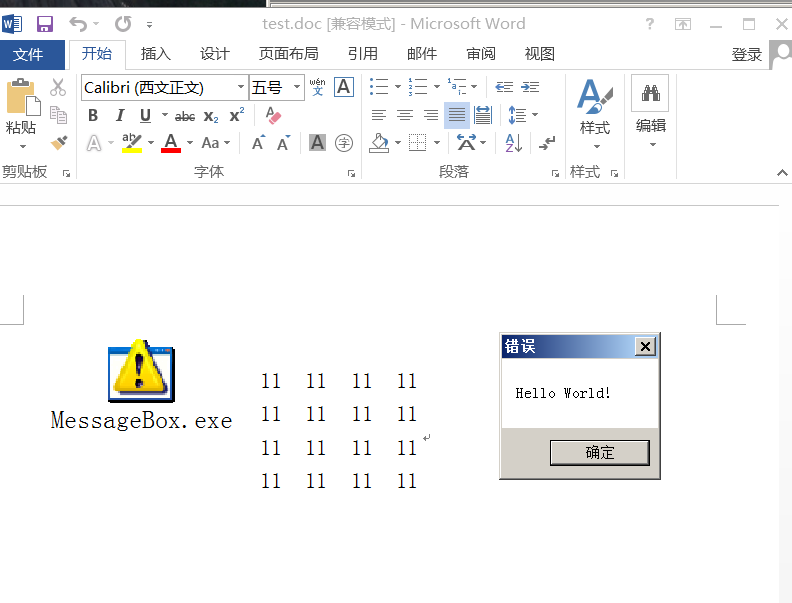 test.doc [兼容模式] - Microsoft Word
文件 开始 插入 设计 页面布局 引用 邮件 审阅 视图 登录
Calibri (西文正文) 五号 wén 文 A
粘贴 B I U abc X₂ X² 样式 编辑
A ab A Aa A A A 字 A Z
剪贴板 字体 段落 样式
MessageBox.exe
11 11 11 11
11 11 11 11
11 11 11 11
11 11 11 11
错误
Hello World!
确定